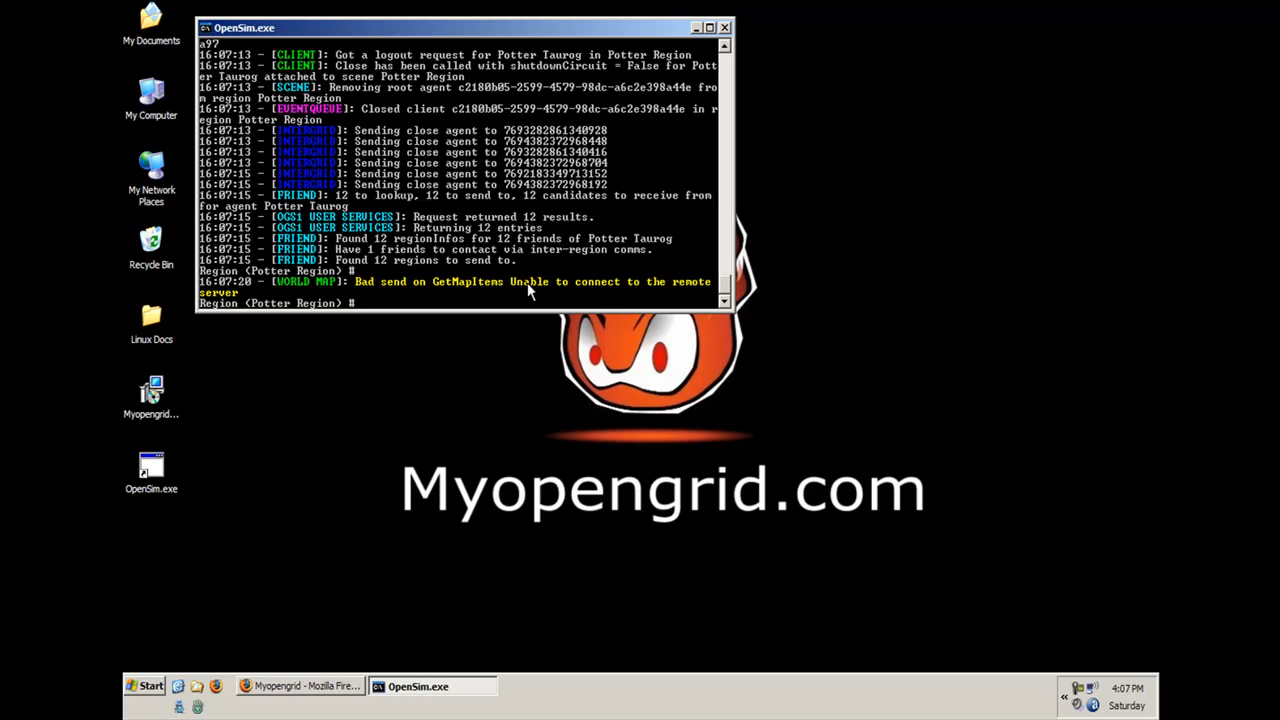 My Documents
My Computer
My Network
Places
Recycle Bin
Linux Docs
Myopengrid...
OpenSim.exe
OpenSim.exe
a97
16:07:13 - [CLIENT]: Got a logout request for Potter Taurog in Potter Region
16:07:13 - [CLIENT]: Close has been called with shutdownCircuit = False for Pott
er Taurog attached to scene Potter Region
16:07:13 - [SCENE]: Removing root agent c2180b05-2599-4579-98dc-a6c2e398a44e fro
m region Potter Region
16:07:13 - [EVENTQUEUE]: Closed client c2180b05-2599-4579-98dc-a6c2e398a44e in r
egion Potter Region
16:07:13 - [INTERGRID]: Sending close agent to 7693282861340928
16:07:13 - [INTERGRID]: Sending close agent to 7694382372968448
16:07:13 - [INTERGRID]: Sending close agent to 7693282861340416
16:07:13 - [INTERGRID]: Sending close agent to 7694382372968704
16:07:15 - [INTERGRID]: Sending close agent to 7692183349713152
16:07:15 - [INTERGRID]: Sending close agent to 7694382372968192
16:07:15 - [FRIEND]: 12 to lookup, 12 to send to, 12 candidates to receive from
for agent Potter Taurog
16:07:15 - [OGS1 USER SERVICES]: Request returned 12 results.
16:07:15 - [OGS1 USER SERVICES]: Returning 12 entries
16:07:15 - [FRIEND]: Found 12 regionInfos for 12 friends of Potter Taurog
16:07:15 - [FRIEND]: Have 1 friends to contact via inter-region comms.
16:07:15 - [FRIEND]: Found 12 regions to send to.
Region (Potter Region) #
16:07:20 - [WORLD MAP]: Bad send on GetMapItems Unable to connect to the remote
server
Region (Potter Region) #
Myopengrid.com
Start
Myopengrid - Mozilla Fire...
OpenSim.exe
4:07 PM
Saturday